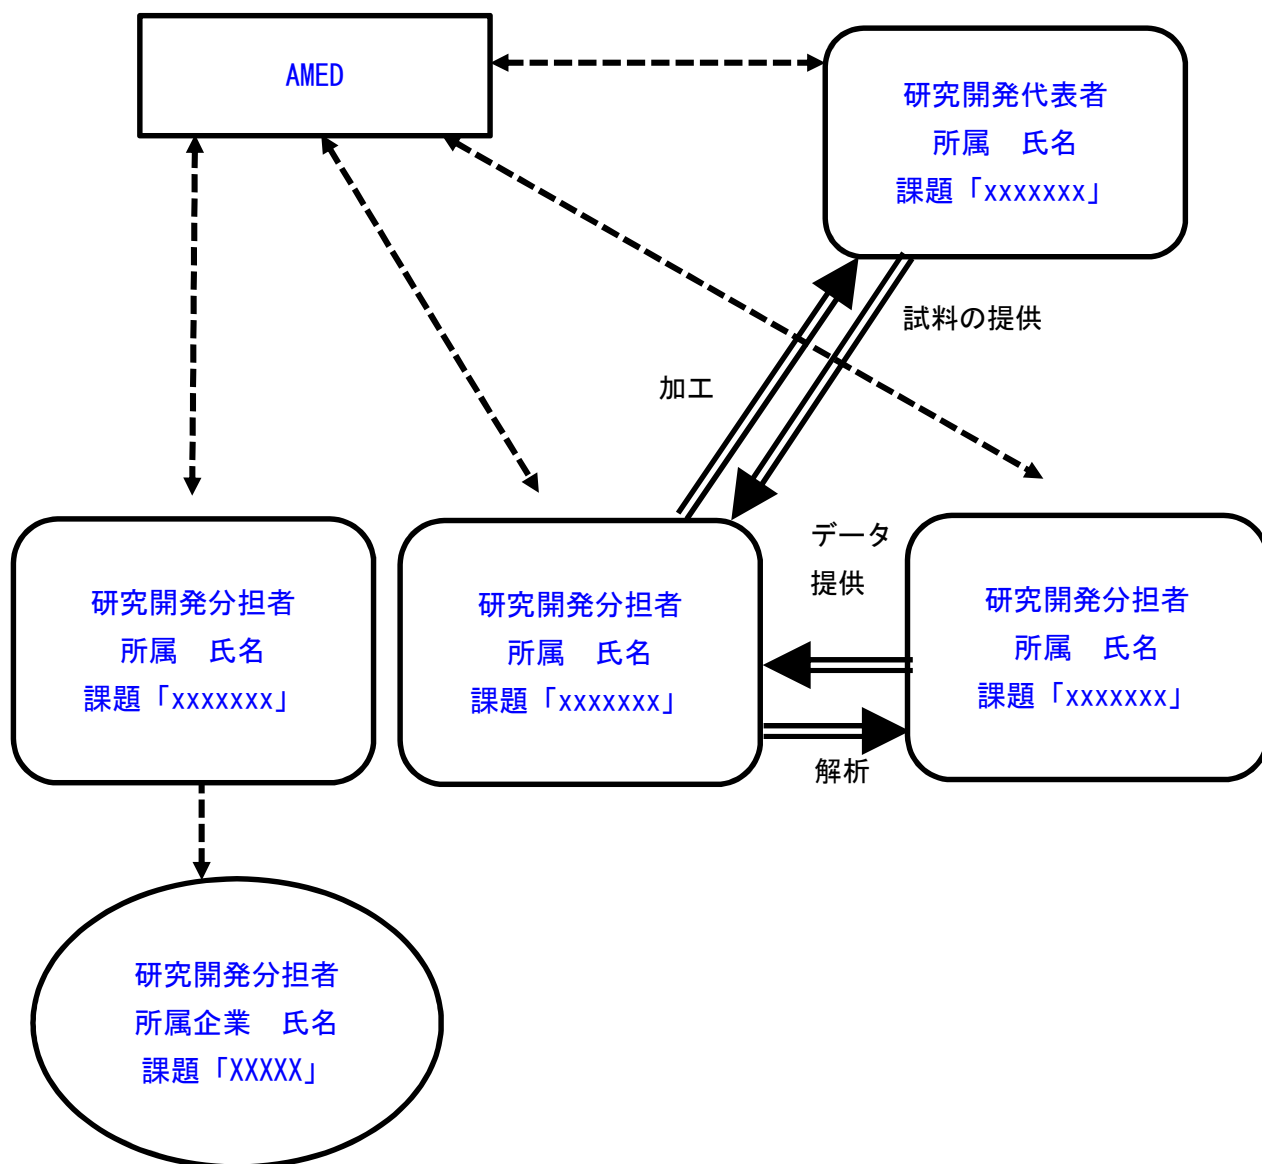 AMED
研究開発代表者
所属　氏名
課題「xxxxxxx」
試料の提供
加工
データ
提供
研究開発分担者
所属　氏名
課題「xxxxxxx」
研究開発分担者
所属　氏名
課題「xxxxxxx」
研究開発分担者
所属　氏名
課題「xxxxxxx」
解析
研究開発分担者
所属企業　氏名
課題「XXXXX」